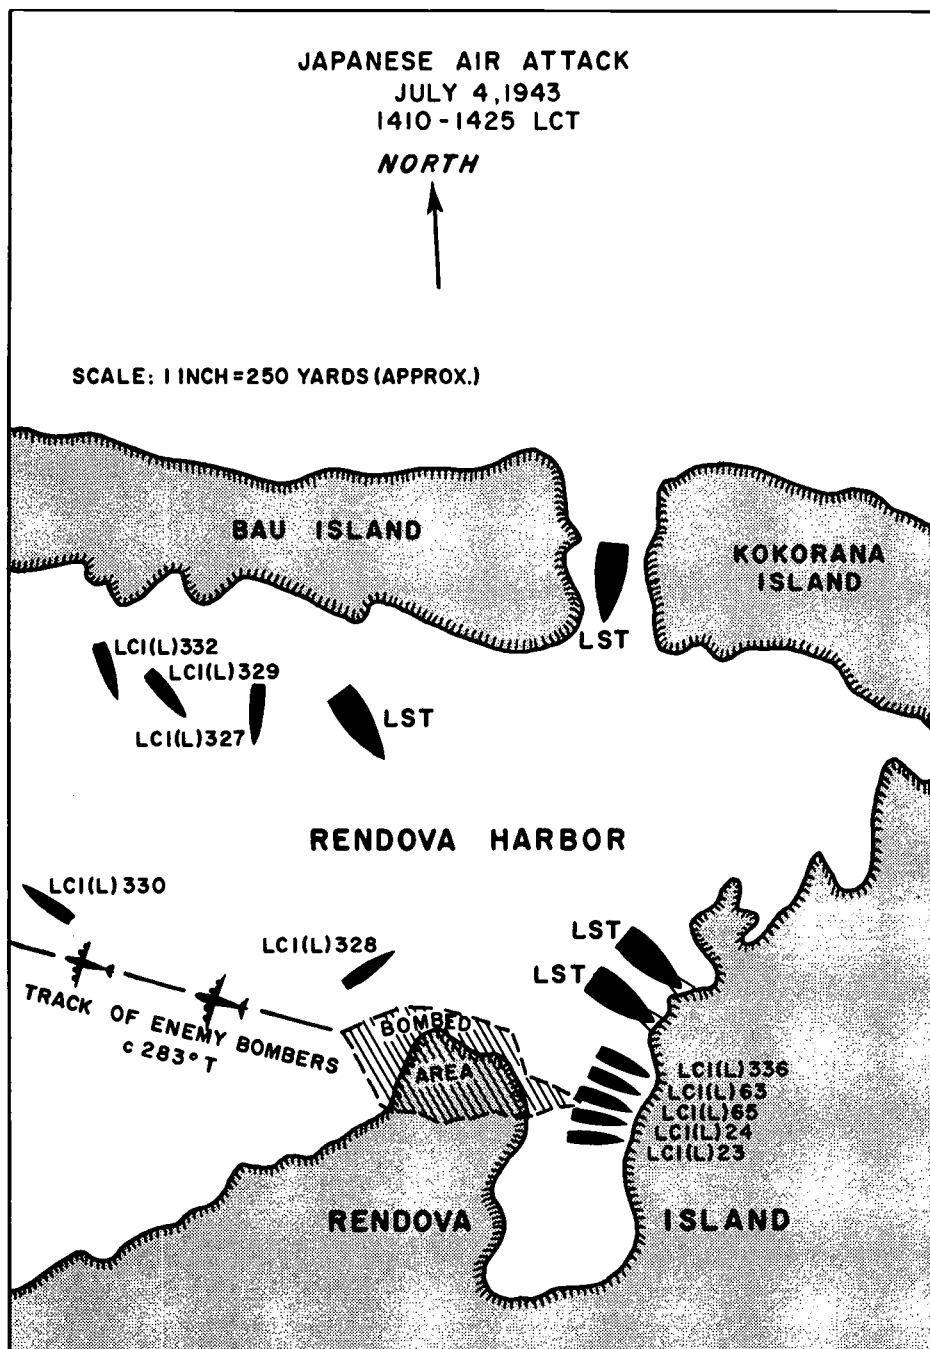 JAPANESE AIR ATTACK
JULY 4, 1943
1410-1425 LCT
NORTH
SCALE: 1 INCH = 250 YARDS (APPROX.)
BAU ISLAND
KOKORANA
ISLAND
LST
LCI(L)332
LCI(L)329
LCI(L)327
LST
RENDOVA HARBOR
LCI(L)330
LCI(L)328
LST
LST
TRACK OF ENEMY BOMBERS
c 283° T
BOMBED
AREA
LCI(L)336
LCI(L)63
LCI(L)65
LCI(L)24
LCI(L)23
RENDOVA ISLAND